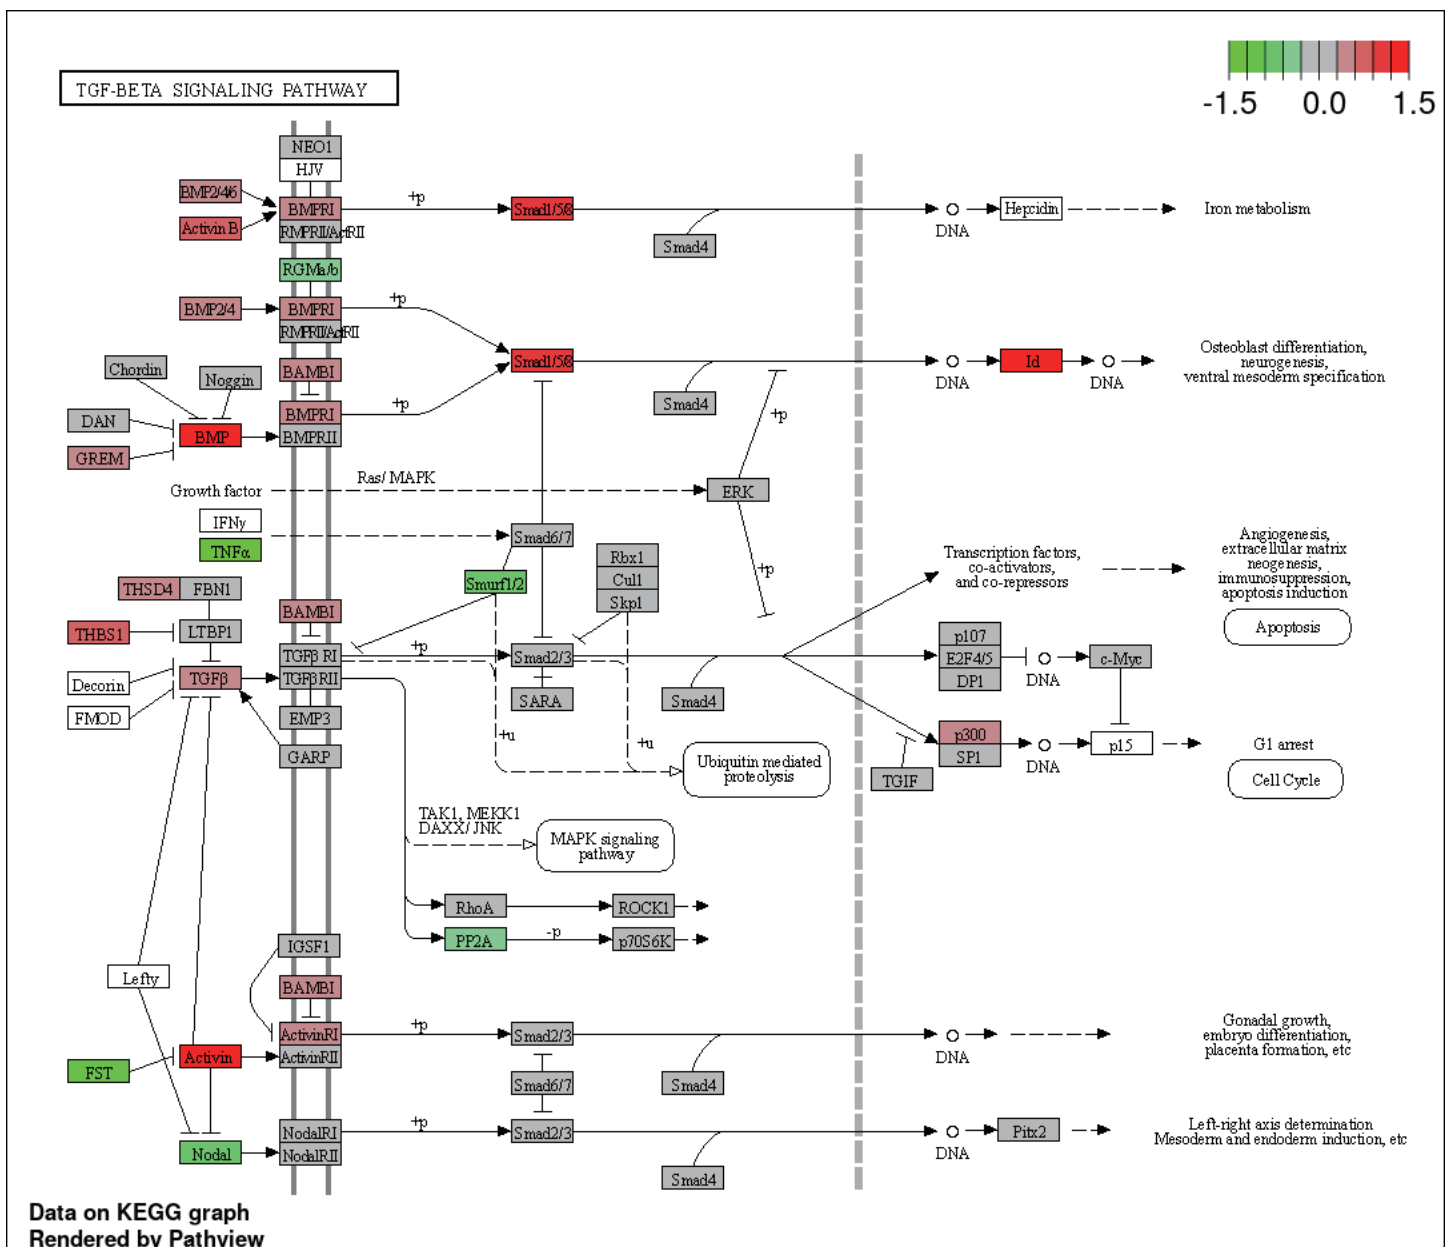 -1.5 0.0 1.5
TGF-BETA SIGNALING PATHWAY
NEO1
HJV
BMP2/4/6
BMPRI
+p
Smad1/5/8
Hepcidin
Iron metabolism
Activin B
RMPRII/ActRII
Smad4
DNA
RGMa/b
BMP2/4
BMPRI
+p
RMPRII/ActRII
Smad1/5/8
Id
Osteoblast differentiation,
neurogenesis,
ventral mesoderm specification
Chordin
Noggin
BAMBI
DNA
DNA
Smad4
DAN
BMPRI
+p
+p
BMP
BMPRII
GREM
Growth factor
Ras/ MAPK
ERK
IFNγ
TNFα
Smad6/7
Rbx1
Cul1
Skp1
Smurf1/2
+p
Transcription factors,
co-activators,
and co-repressors
Angiogenesis,
extracellular matrix
neogenesis,
immunosuppression,
apoptosis induction
Apoptosis
THSD4
FBN1
BAMBI
THBS1
LTBP1
TGFβ RI
+p
Smad2/3
p107
E2F4/5
DP1
DNA
c-Myc
Decorin
TGFβ
TGFβ RII
SARA
Smad4
FMOD
EMP3
GARP
+u
+u
p300
SP1
DNA
p15
G1 arrest
TGIF
Cell Cycle
Ubiquitin mediated
proteolysis
TAK1, MEKK1
DAXX/ JNK
MAPK signaling
pathway
RhoA
ROCK1
PP2A
-p
p70S6K
IGSF1
Lefty
BAMBI
ActivinRI
+p
Smad2/3
Gonadal growth,
embryo differentiation,
placenta formation, etc
FST
Activin
ActivinRII
DNA
Smad6/7
Smad4
Nodal
NodalRI
NodalRII
+p
Smad2/3
DNA
Pitx2
Left-right axis determination
Mesoderm and endoderm induction, etc
Smad4
Data on KEGG graph
Rendered by Pathview